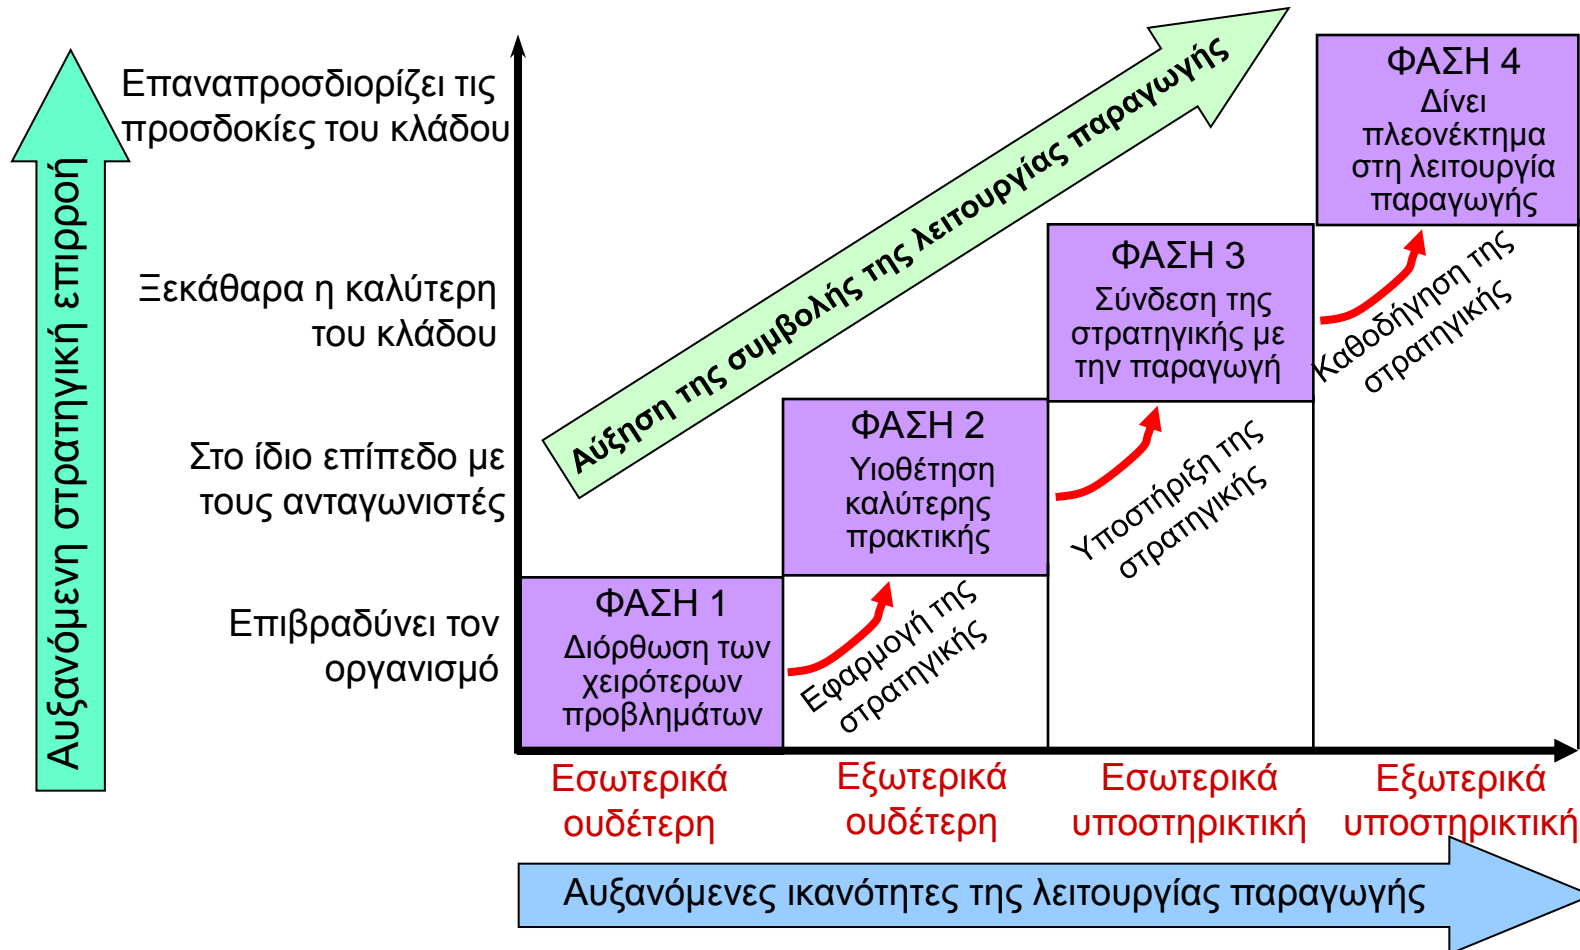 Αυξανόμενη στρατηγική επιρροή
Επαναπροσδιορίζει τις
προσδοκίες του κλάδου
Ξεκάθαρα η καλύτερη
του κλάδου
Στο ίδιο επίπεδο με
τους ανταγωνιστές
Επιβραδύνει τον
οργανισμό
Αύξηση της συμβολής της λειτουργίας παραγωγής
ΦΑΣΗ 1
Διόρθωση των
χειρότερων
προβλημάτων
Εφαρμογή της
στρατηγικής
ΦΑΣΗ 2
Υιοθέτηση
καλύτερης
πρακτικής
Υποστήριξη της
στρατηγικής
ΦΑΣΗ 3
Σύνδεση της
στρατηγικής με
την παραγωγή
Καθοδήγηση της
στρατηγικής
ΦΑΣΗ 4
Δίνει
πλεονέκτημα
στη λειτουργία
παραγωγής
Εσωτερικά
ουδέτερη
Εξωτερικά
ουδέτερη
Εσωτερικά
υποστηρικτική
Εξωτερικά
υποστηρικτική
Αυξανόμενες ικανότητες της λειτουργίας παραγωγής